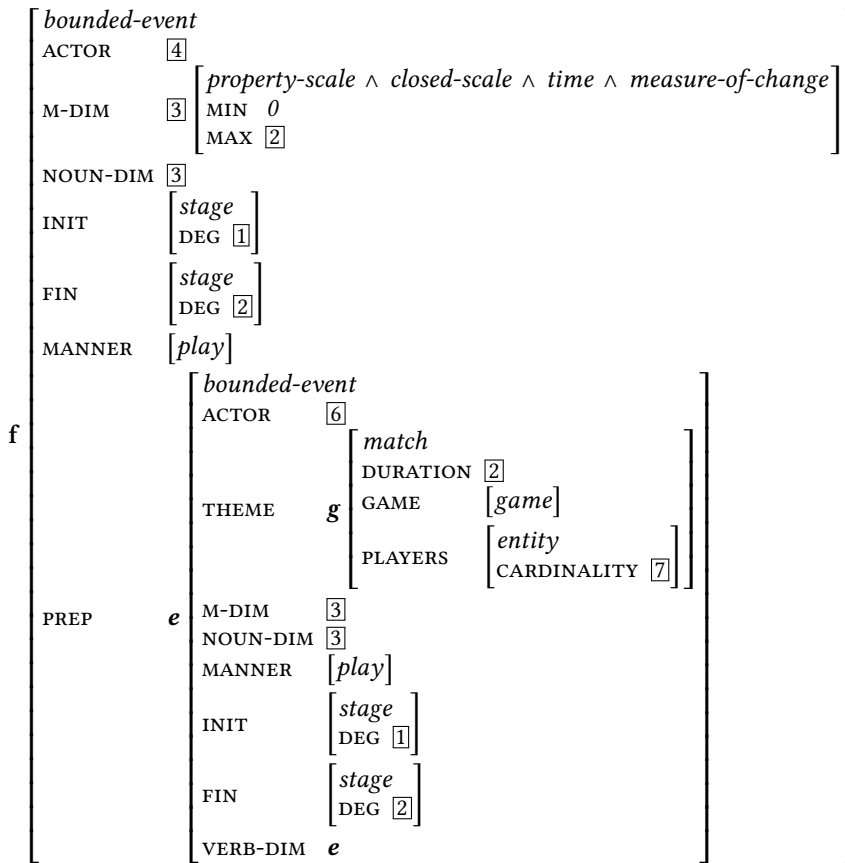 bounded-event
ACTOR 4
property-scale ∧ closed-scale ∧ time ∧ measure-of-change
M-DIM 3 MIN 0
MAX 2
NOUN-DIM 3
stage
INIT
DEG 1
stage
FIN
DEG 2
MANNER [play]
bounded-event
ACTOR 6
f
match
DURATION 2
THEME g GAME [game]
entity
PLAYERS
CARDINALITY 7
PREP e M-DIM 3
NOUN-DIM 3
MANNER [play]
stage
INIT
DEG 1
stage
FIN
DEG 2
VERB-DIM e